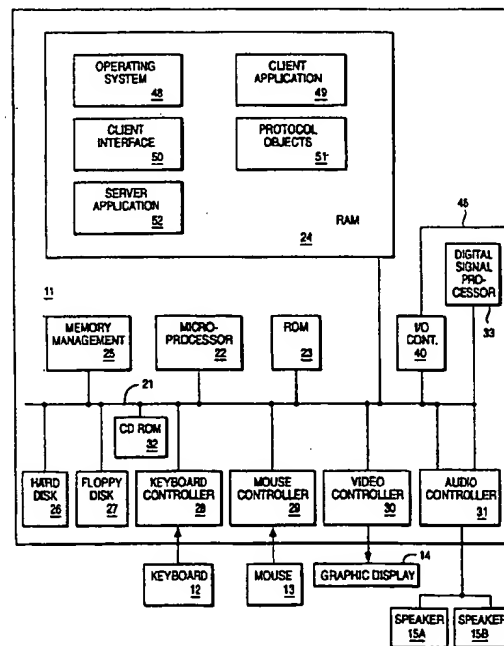 OPERATING
SYSTEM
48
CLIENT
APPLICATION
49
CLIENT
INTERFACE
50
PROTOCOL
OBJECTS
51
SERVER
APPLICATION
52
RAM
24
45
DIGITAL
SIGNAL
PRO-
CESSOR
33
11
MEMORY
MANAGEMENT
25
MICRO-
PROCESSOR
22
ROM
23
I/O
CONT.
40
21
CD ROM
32
HARD
DISK
26
FLOPPY
DISK
27
KEYBOARD
CONTROLLER
28
MOUSE
CONTROLLER
29
VIDEO
CONTROLLER
30
AUDIO
CONTROLLER
31
KEYBOARD
12
MOUSE
13
14
GRAPHIC DISPLAY
SPEAKER
15A
SPEAKER
15B